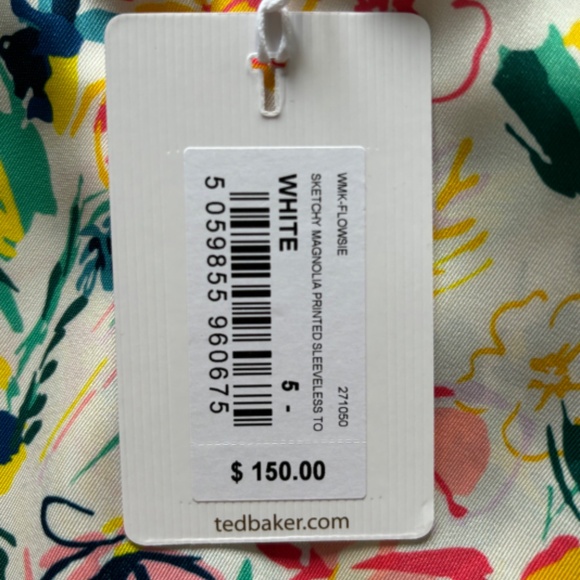 WMK-FLOWSIE 271050
SKETCHY MAGNOLIA PRINTED SLEEVELESS TO
WHITE 5 -
5 059855 960675
$ 150.00
tedbaker.com